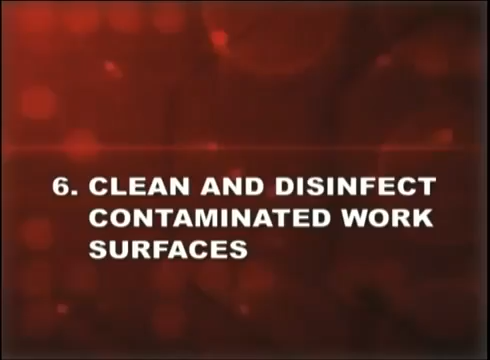 6. CLEAN AND DISINFECT
CONTAMINATED WORK
SURFACES